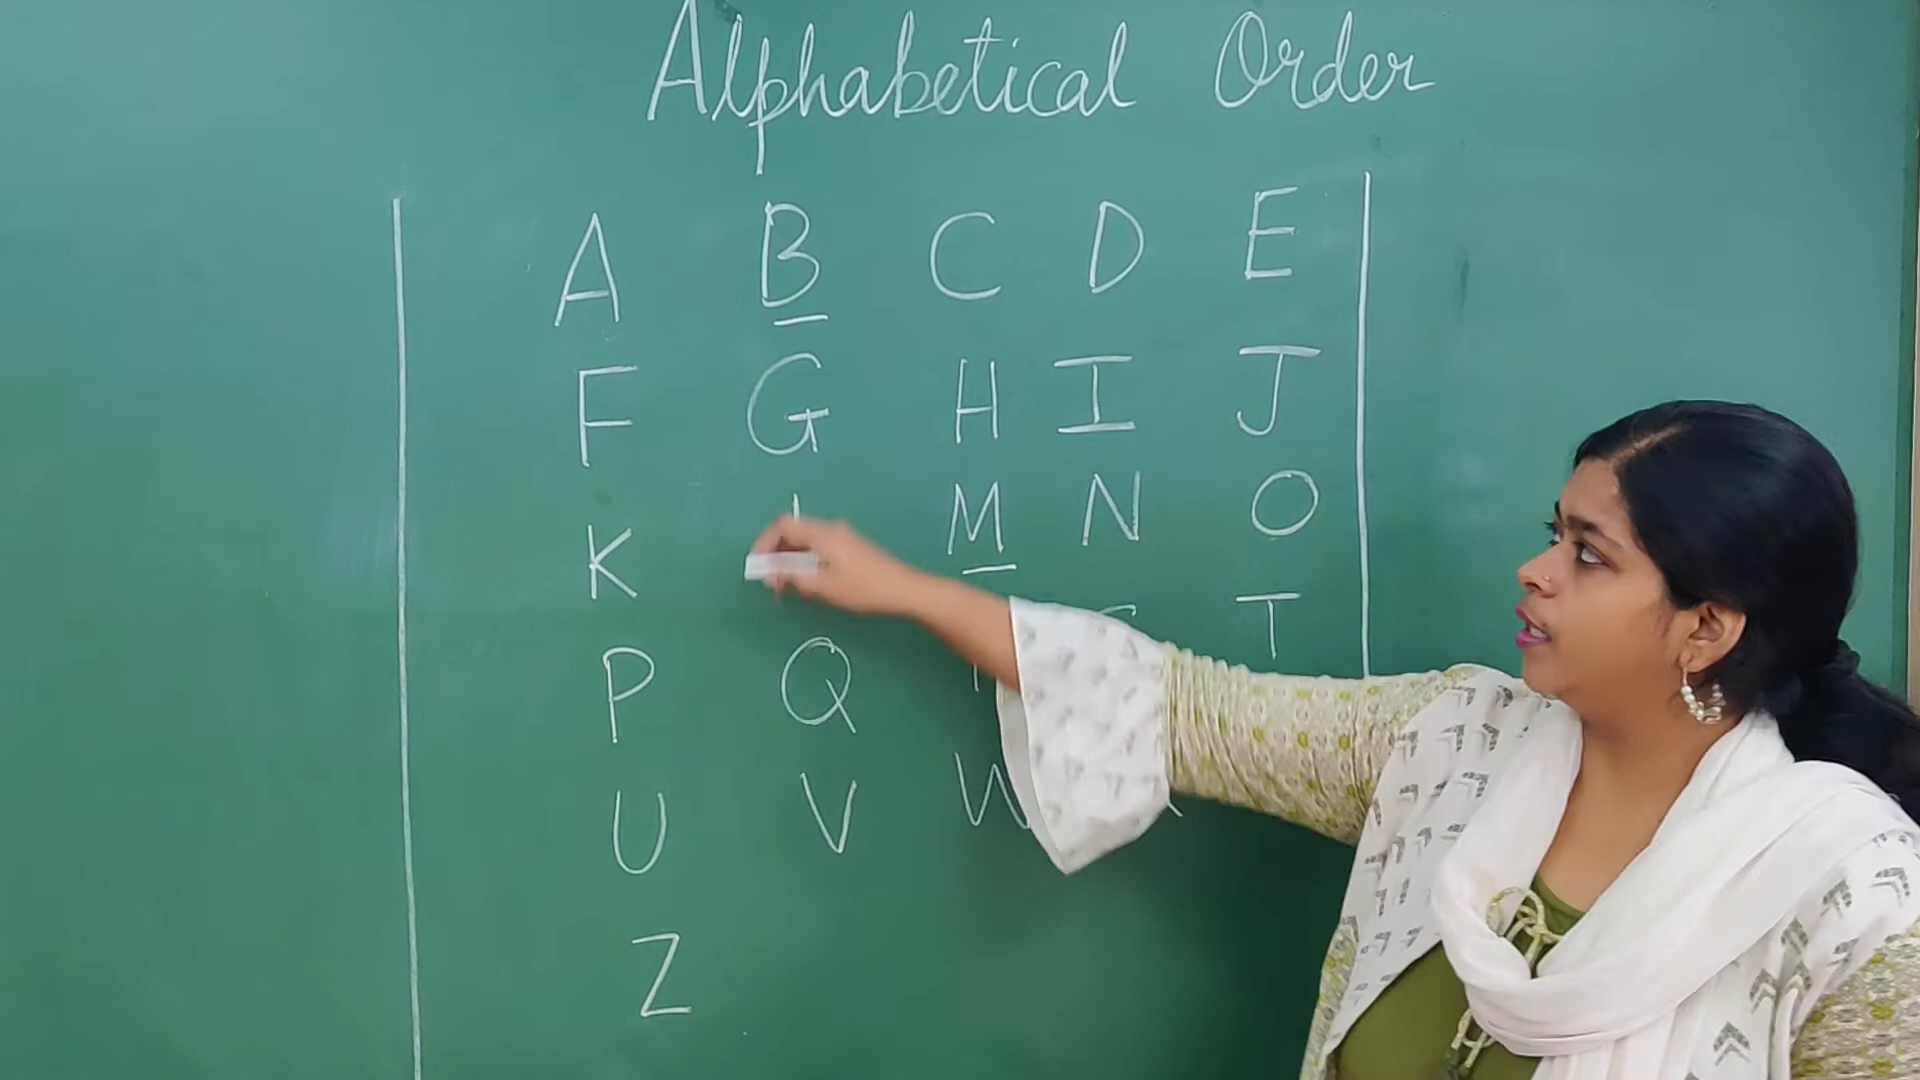 Alphabetical Order
A B C D E
F G H I J
K M N O
P Q T
U V W
Z